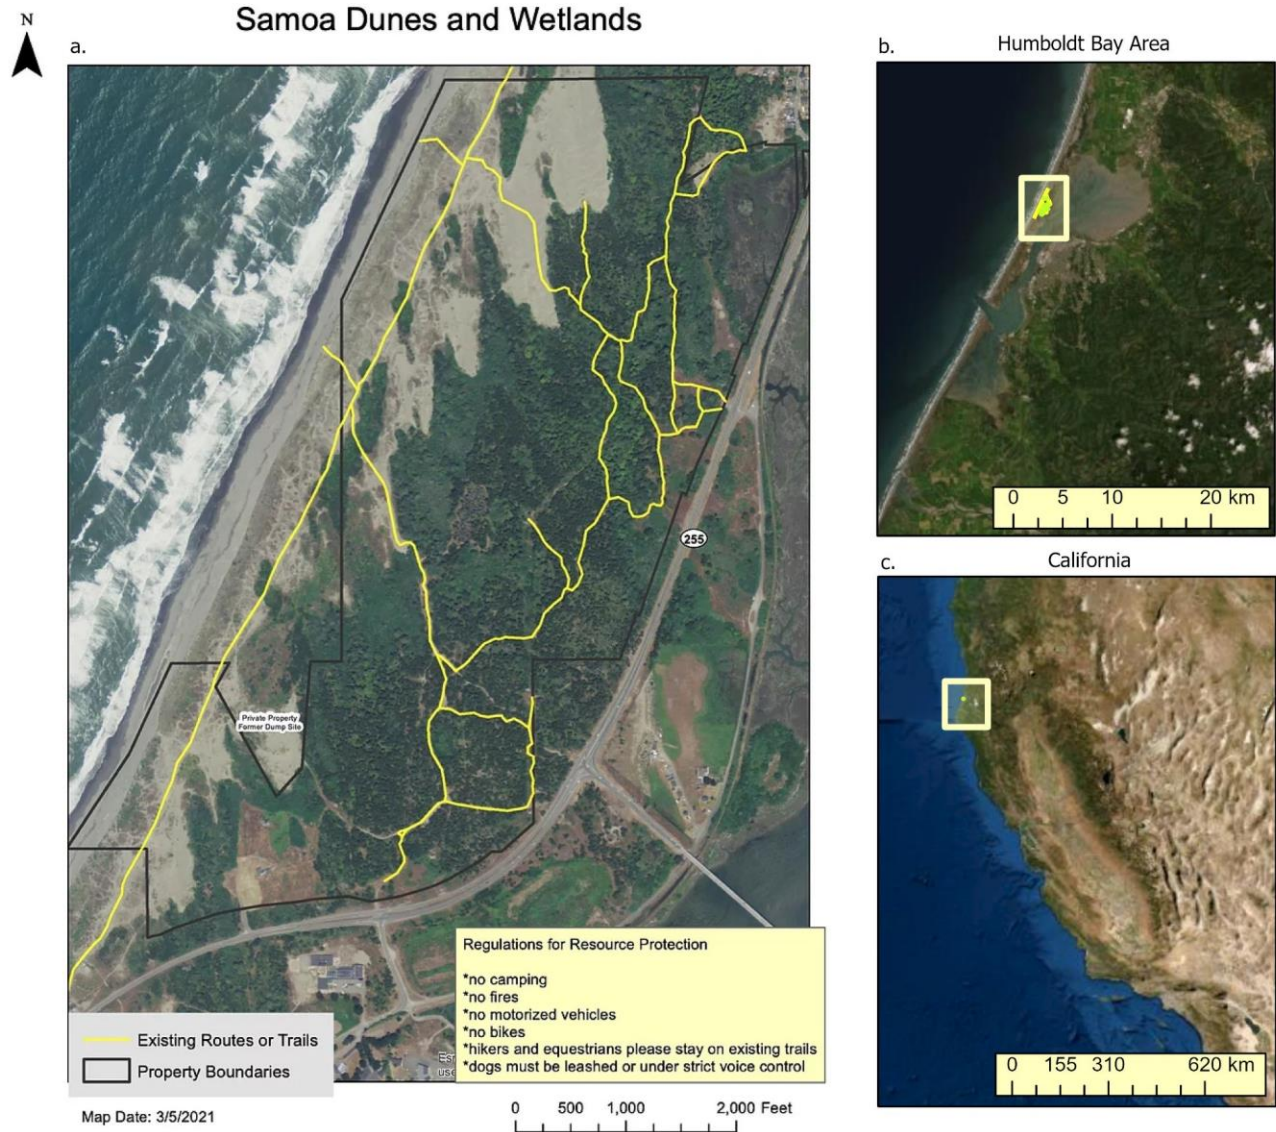 Samoa Dunes and Wetlands
N
a.
b.
Humboldt Bay Area
0 5 10 20 km
255
Private Property
Former Dump Site
c.
California
0 155 310 620 km
Regulations for Resource Protection
*no camping
*no fires
*no motorized vehicles
*no bikes
*hikers and equestrians please stay on existing trails
*dogs must be leashed or under strict voice control
Existing Routes or Trails
Property Boundaries
Map Date: 3/5/2021
0 500 1,000 2,000 Feet